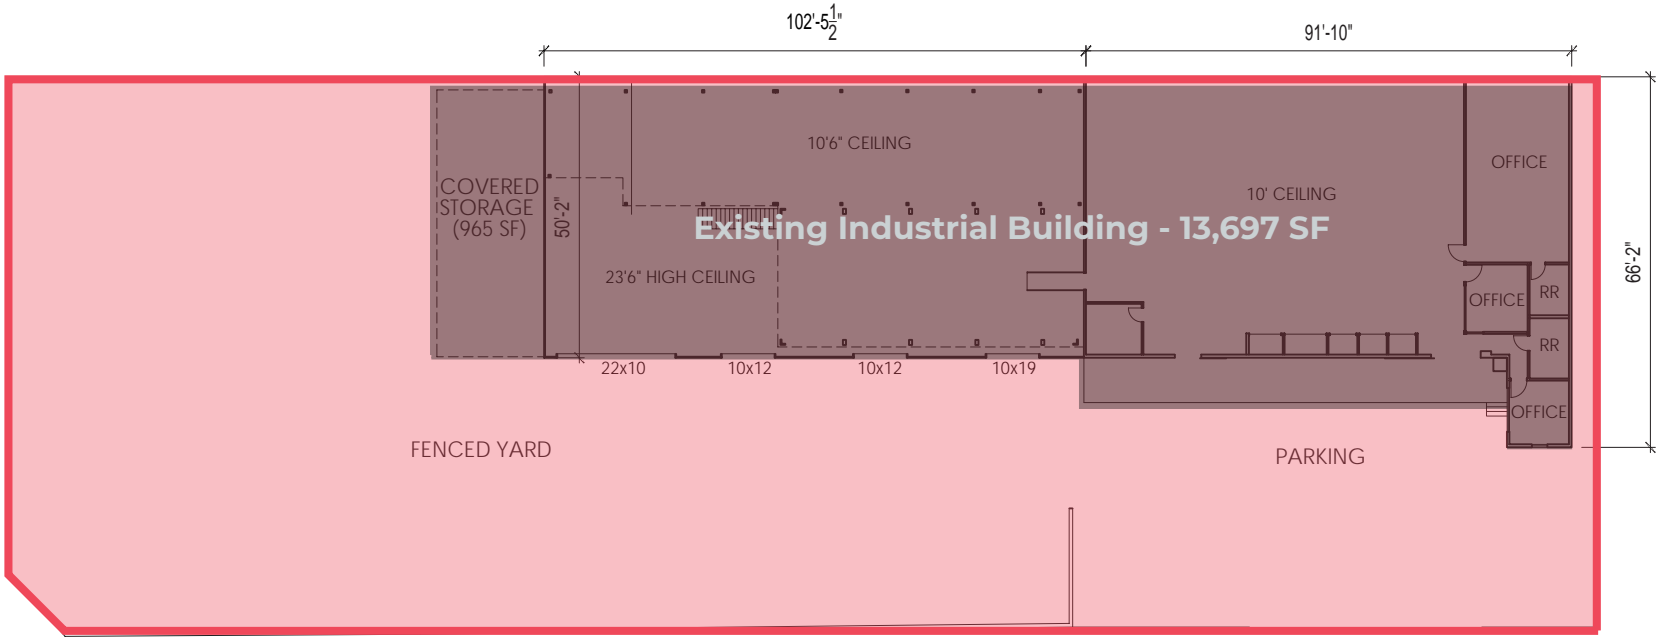 102'-5 1/2"
91'-10"
10'6" CEILING
OFFICE
COVERED
STORAGE
(965 SF)
50'-2"
10' CEILING
Existing Industrial Building - 13,697 SF
66'-2"
23'6" HIGH CEILING
OFFICE
RR
RR
22x10
10x12
10x12
10x19
OFFICE
FENCED YARD
PARKING